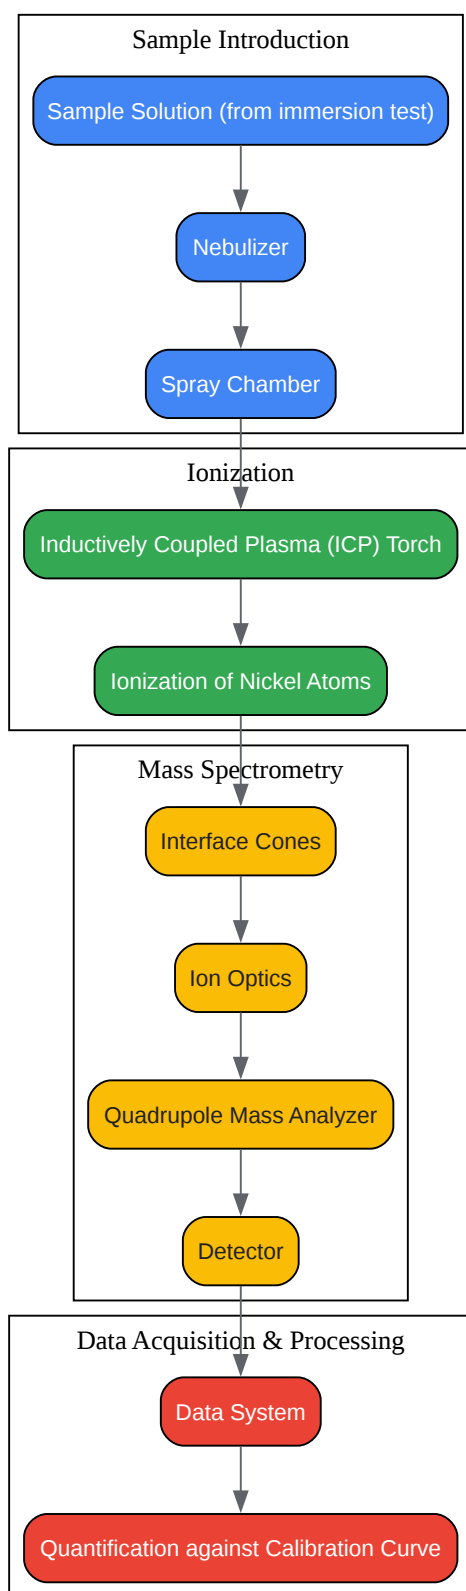 Sample Introduction
Sample Solution (from immersion test)
Nebulizer
Spray Chamber
Ionization
Inductively Coupled Plasma (ICP) Torch
Ionization of Nickel Atoms
Mass Spectrometry
Interface Cones
Ion Optics
Quadrupole Mass Analyzer
Detector
Data Acquisition & Processing
Data System
Quantification against Calibration Curve